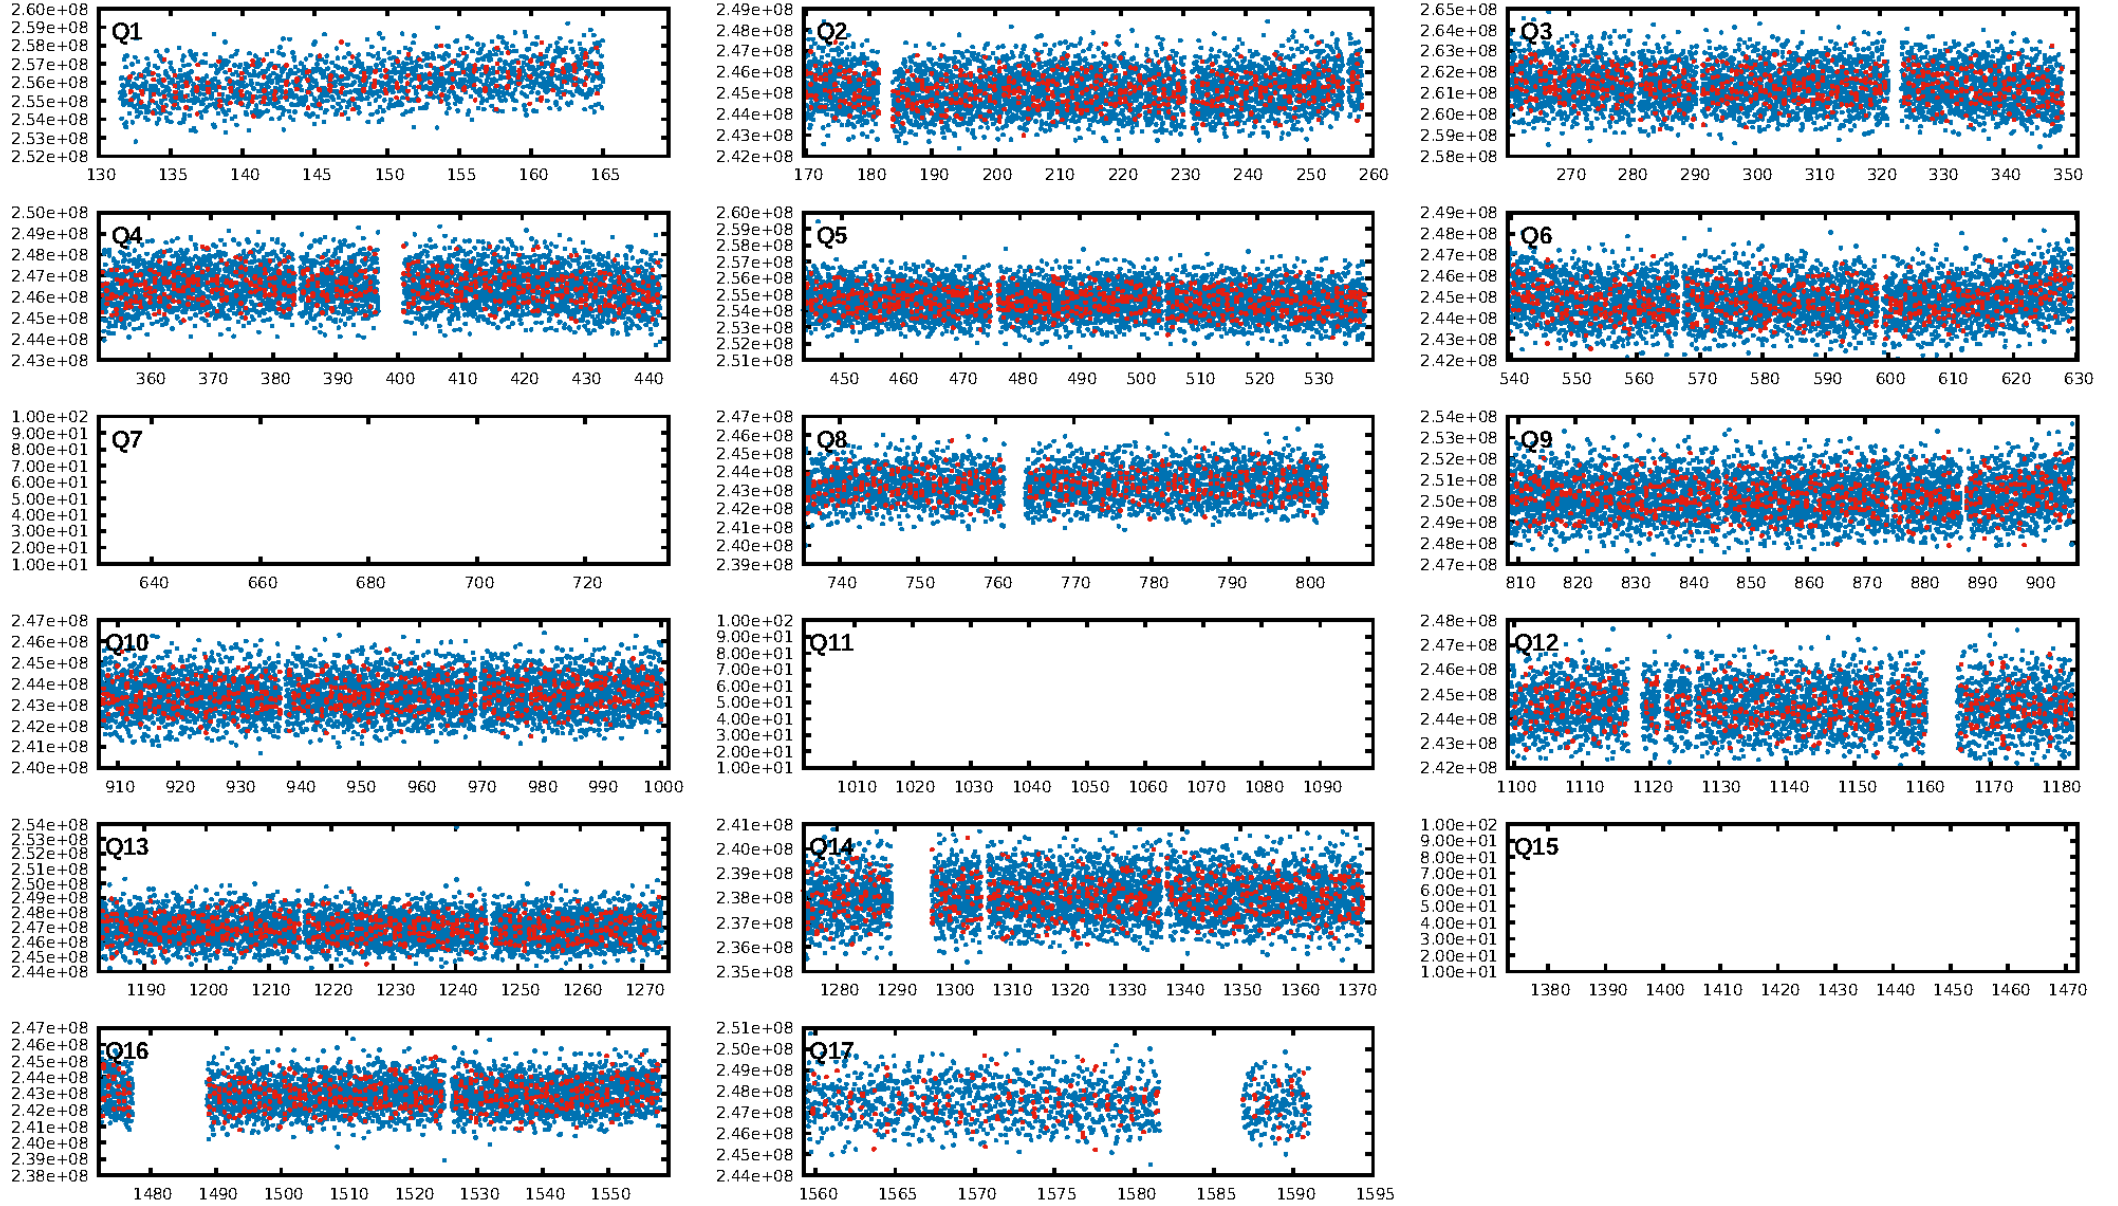 Q1
2.60e+08
2.59e+08
2.58e+08
2.57e+08
2.56e+08
2.55e+08
2.54e+08
2.53e+08
2.52e+08
130 135 140 145 150 155 160 165
Q2
2.49e+08
2.48e+08
2.47e+08
2.46e+08
2.45e+08
2.44e+08
2.43e+08
2.42e+08
170 180 190 200 210 220 230 240 250 260
Q3
2.65e+08
2.64e+08
2.63e+08
2.62e+08
2.61e+08
2.60e+08
2.59e+08
2.58e+08
270 280 290 300 310 320 330 340 350
Q4
2.50e+08
2.49e+08
2.48e+08
2.47e+08
2.46e+08
2.45e+08
2.44e+08
2.43e+08
360 370 380 390 400 410 420 430 440
Q5
2.60e+08
2.59e+08
2.58e+08
2.57e+08
2.56e+08
2.55e+08
2.54e+08
2.53e+08
2.52e+08
2.51e+08
450 460 470 480 490 500 510 520 530
Q6
2.49e+08
2.48e+08
2.47e+08
2.46e+08
2.45e+08
2.44e+08
2.43e+08
2.42e+08
540 550 560 570 580 590 600 610 620 630
Q7
1.00e+02
9.00e+01
8.00e+01
7.00e+01
6.00e+01
5.00e+01
4.00e+01
3.00e+01
2.00e+01
1.00e+01
640 660 680 700 720
Q8
2.47e+08
2.46e+08
2.45e+08
2.44e+08
2.43e+08
2.42e+08
2.41e+08
2.40e+08
2.39e+08
740 750 760 770 780 790 800
Q9
2.54e+08
2.53e+08
2.52e+08
2.51e+08
2.50e+08
2.49e+08
2.48e+08
2.47e+08
810 820 830 840 850 860 870 880 890 900
Q10
2.47e+08
2.46e+08
2.45e+08
2.44e+08
2.43e+08
2.42e+08
2.41e+08
2.40e+08
910 920 930 940 950 960 970 980 990 1000
Q11
1.00e+02
9.00e+01
8.00e+01
7.00e+01
6.00e+01
5.00e+01
4.00e+01
3.00e+01
2.00e+01
1.00e+01
1010 1020 1030 1040 1050 1060 1070 1080 1090
Q12
2.48e+08
2.47e+08
2.46e+08
2.45e+08
2.44e+08
2.43e+08
2.42e+08
1100 1110 1120 1130 1140 1150 1160 1170 1180
Q13
2.54e+08
2.53e+08
2.52e+08
2.51e+08
2.50e+08
2.49e+08
2.48e+08
2.47e+08
2.46e+08
2.45e+08
2.44e+08
1190 1200 1210 1220 1230 1240 1250 1260 1270
Q14
2.41e+08
2.40e+08
2.39e+08
2.38e+08
2.37e+08
2.36e+08
2.35e+08
1280 1290 1300 1310 1320 1330 1340 1350 1360 1370
Q15
1.00e+02
9.00e+01
8.00e+01
7.00e+01
6.00e+01
5.00e+01
4.00e+01
3.00e+01
2.00e+01
1.00e+01
1380 1390 1400 1410 1420 1430 1440 1450 1460 1470
Q16
2.47e+08
2.46e+08
2.45e+08
2.44e+08
2.43e+08
2.42e+08
2.41e+08
2.40e+08
2.39e+08
2.38e+08
1480 1490 1500 1510 1520 1530 1540 1550
Q17
2.51e+08
2.50e+08
2.49e+08
2.48e+08
2.47e+08
2.46e+08
2.45e+08
2.44e+08
1560 1565 1570 1575 1580 1585 1590 1595